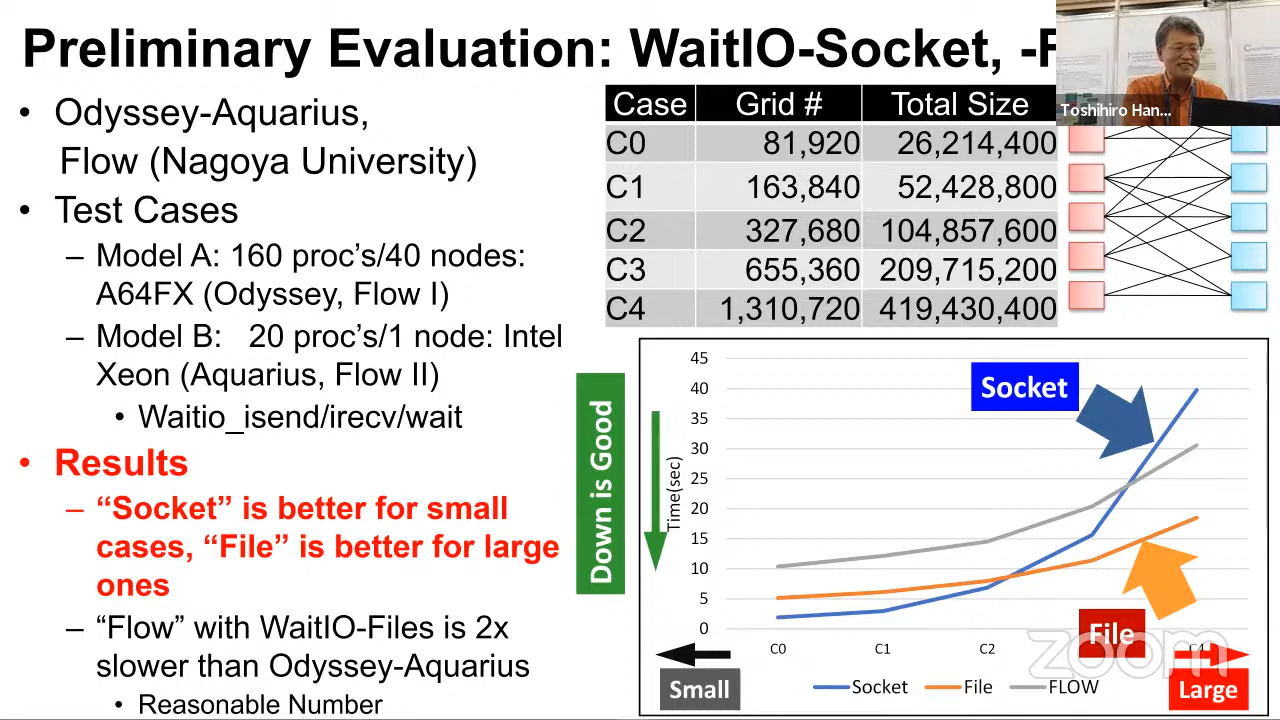 Preliminary Evaluation: WaitIO-Socket, -F
Toshihiro Han...
• Odyssey-Aquarius,
Flow (Nagoya University)
• Test Cases
– Model A: 160 proc’s/40 nodes:
A64FX (Odyssey, Flow I)
– Model B: 20 proc’s/1 node: Intel
Xeon (Aquarius, Flow II)
• Waitio_isend/irecv/wait
• Results
– “Socket” is better for small
cases, “File” is better for large
ones
– “Flow” with WaitIO-Files is 2x
slower than Odyssey-Aquarius
• Reasonable Number
Case Grid # Total Size
C0 81,920 26,214,400
C1 163,840 52,428,800
C2 327,680 104,857,600
C3 655,360 209,715,200
C4 1,310,720 419,430,400
Down is Good
Time(sec)
45
40
35
30
25
20
15
10
5
0
Socket
File
C0 C1 C2 C4
Small
Large
Socket File FLOW
zoom